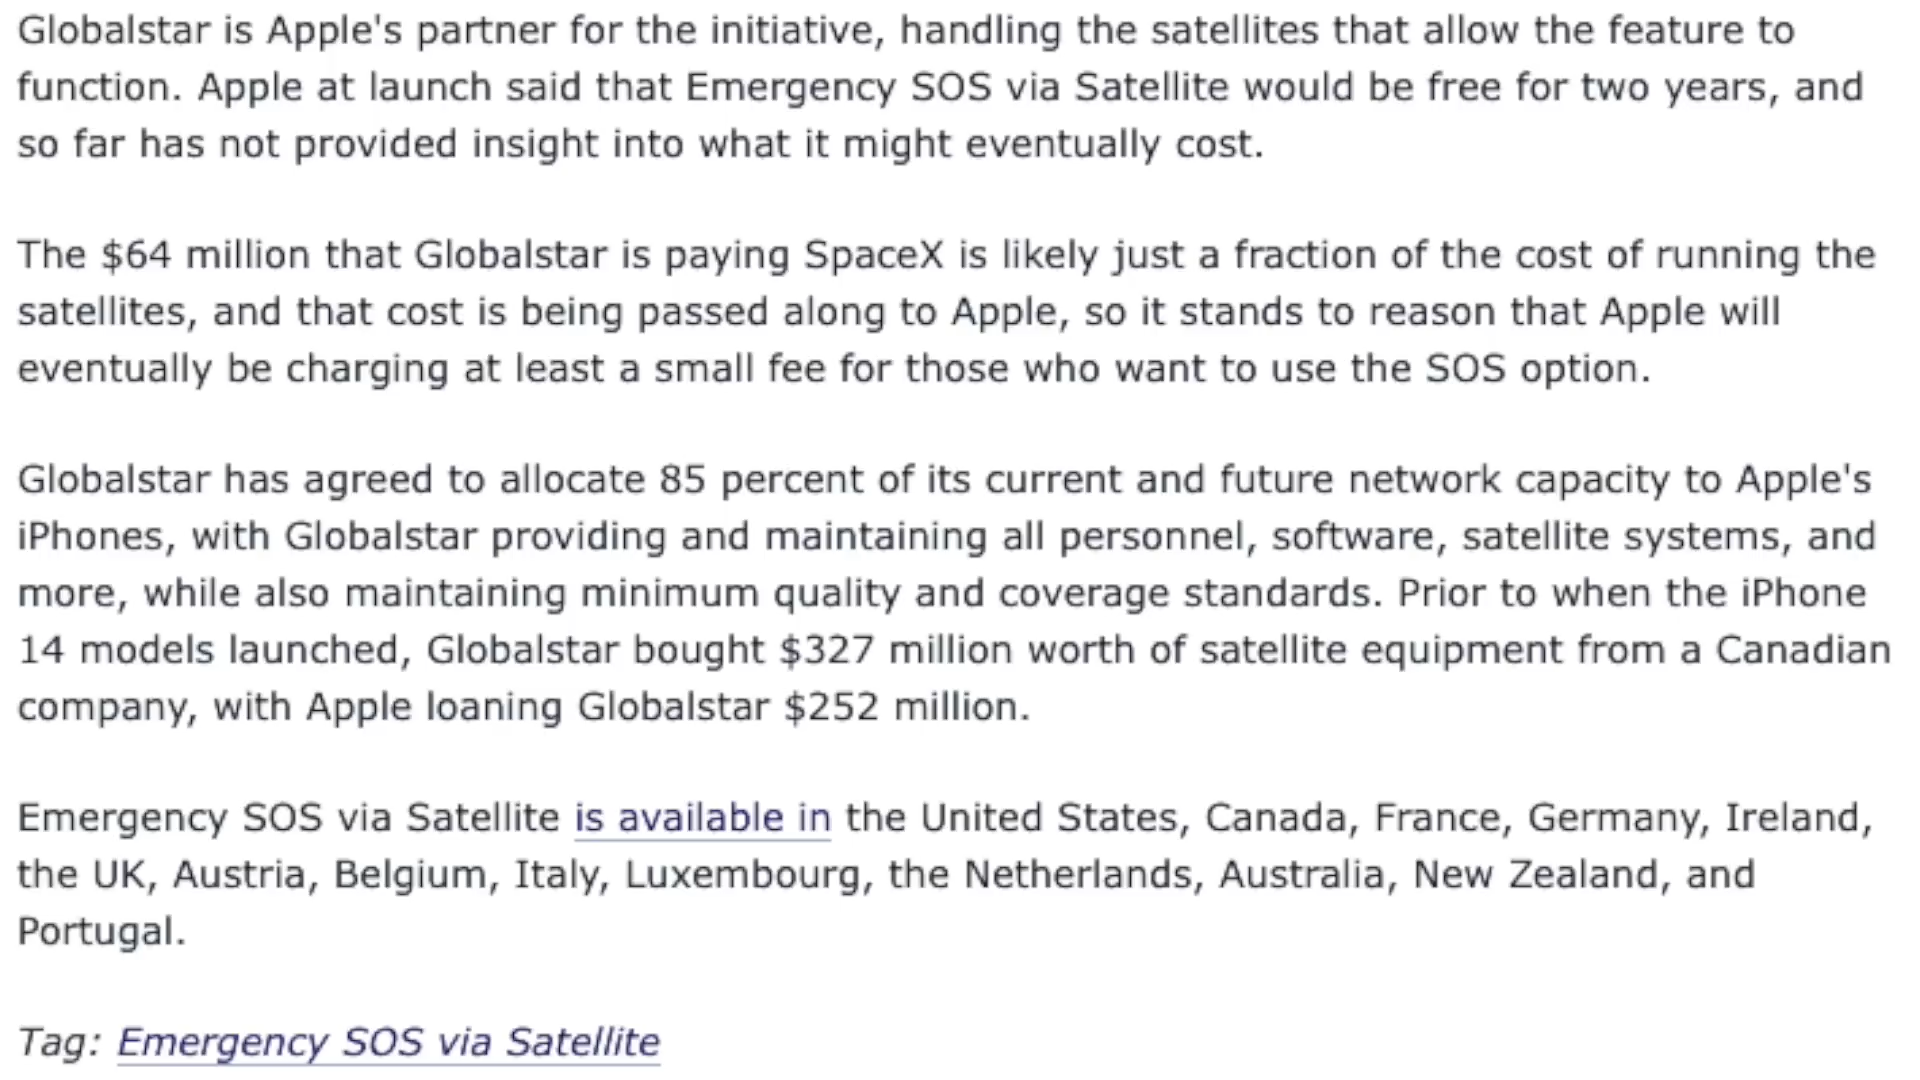 Globalstar is Apple's partner for the initiative, handling the satellites that allow the feature to
function. Apple at launch said that Emergency SOS via Satellite would be free for two years, and
so far has not provided insight into what it might eventually cost.
The $64 million that Globalstar is paying SpaceX is likely just a fraction of the cost of running the
satellites, and that cost is being passed along to Apple, so it stands to reason that Apple will
eventually be charging at least a small fee for those who want to use the SOS option.
Globalstar has agreed to allocate 85 percent of its current and future network capacity to Apple's
iPhones, with Globalstar providing and maintaining all personnel, software, satellite systems, and
more, while also maintaining minimum quality and coverage standards. Prior to when the iPhone
14 models launched, Globalstar bought $327 million worth of satellite equipment from a Canadian
company, with Apple loaning Globalstar $252 million.
Emergency SOS via Satellite is available in the United States, Canada, France, Germany, Ireland,
the UK, Austria, Belgium, Italy, Luxembourg, the Netherlands, Australia, New Zealand, and
Portugal.
Tag: Emergency SOS via Satellite